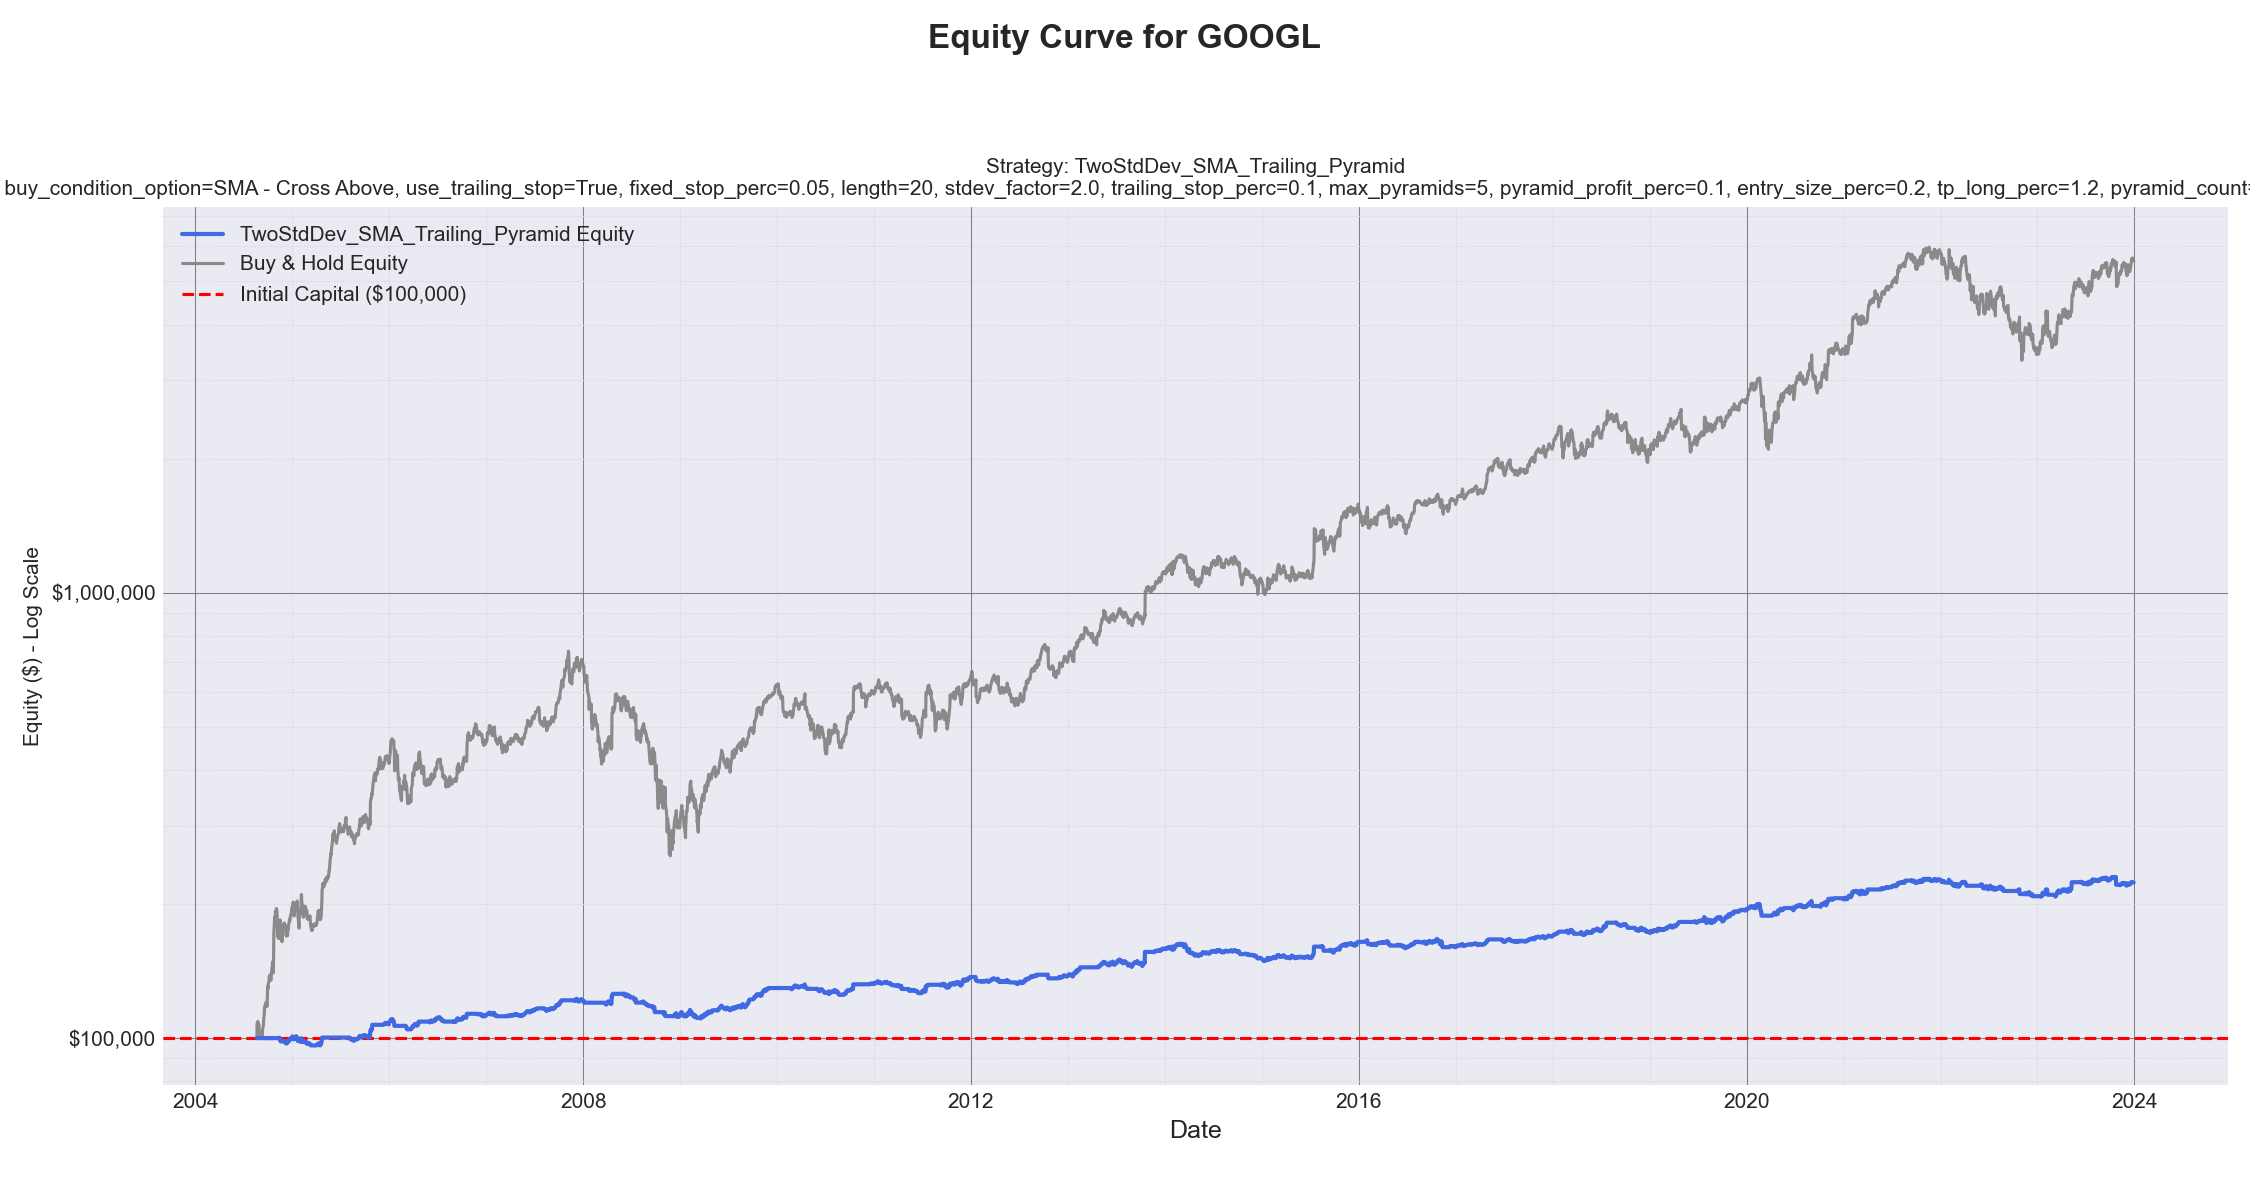 Equity Curve for GOOGL
Strategy: TwoStdDev_SMA_Trailing_Pyramid
buy_condition_option=SMA - Cross Above, use_trailing_stop=True, fixed_stop_perc=0.05, length=20, stdev_factor=2.0, trailing_stop_perc=0.1, max_pyramids=5, pyramid_profit_perc=0.1, entry_size_perc=0.2, tp_long_perc=1.2, pyramid_count=
TwoStdDev_SMA_Trailing_Pyramid Equity
Buy & Hold Equity
Initial Capital ($100,000)
Equity ($) - Log Scale
$1,000,000
$100,000
2004 2008 2012 2016 2020 2024
Date